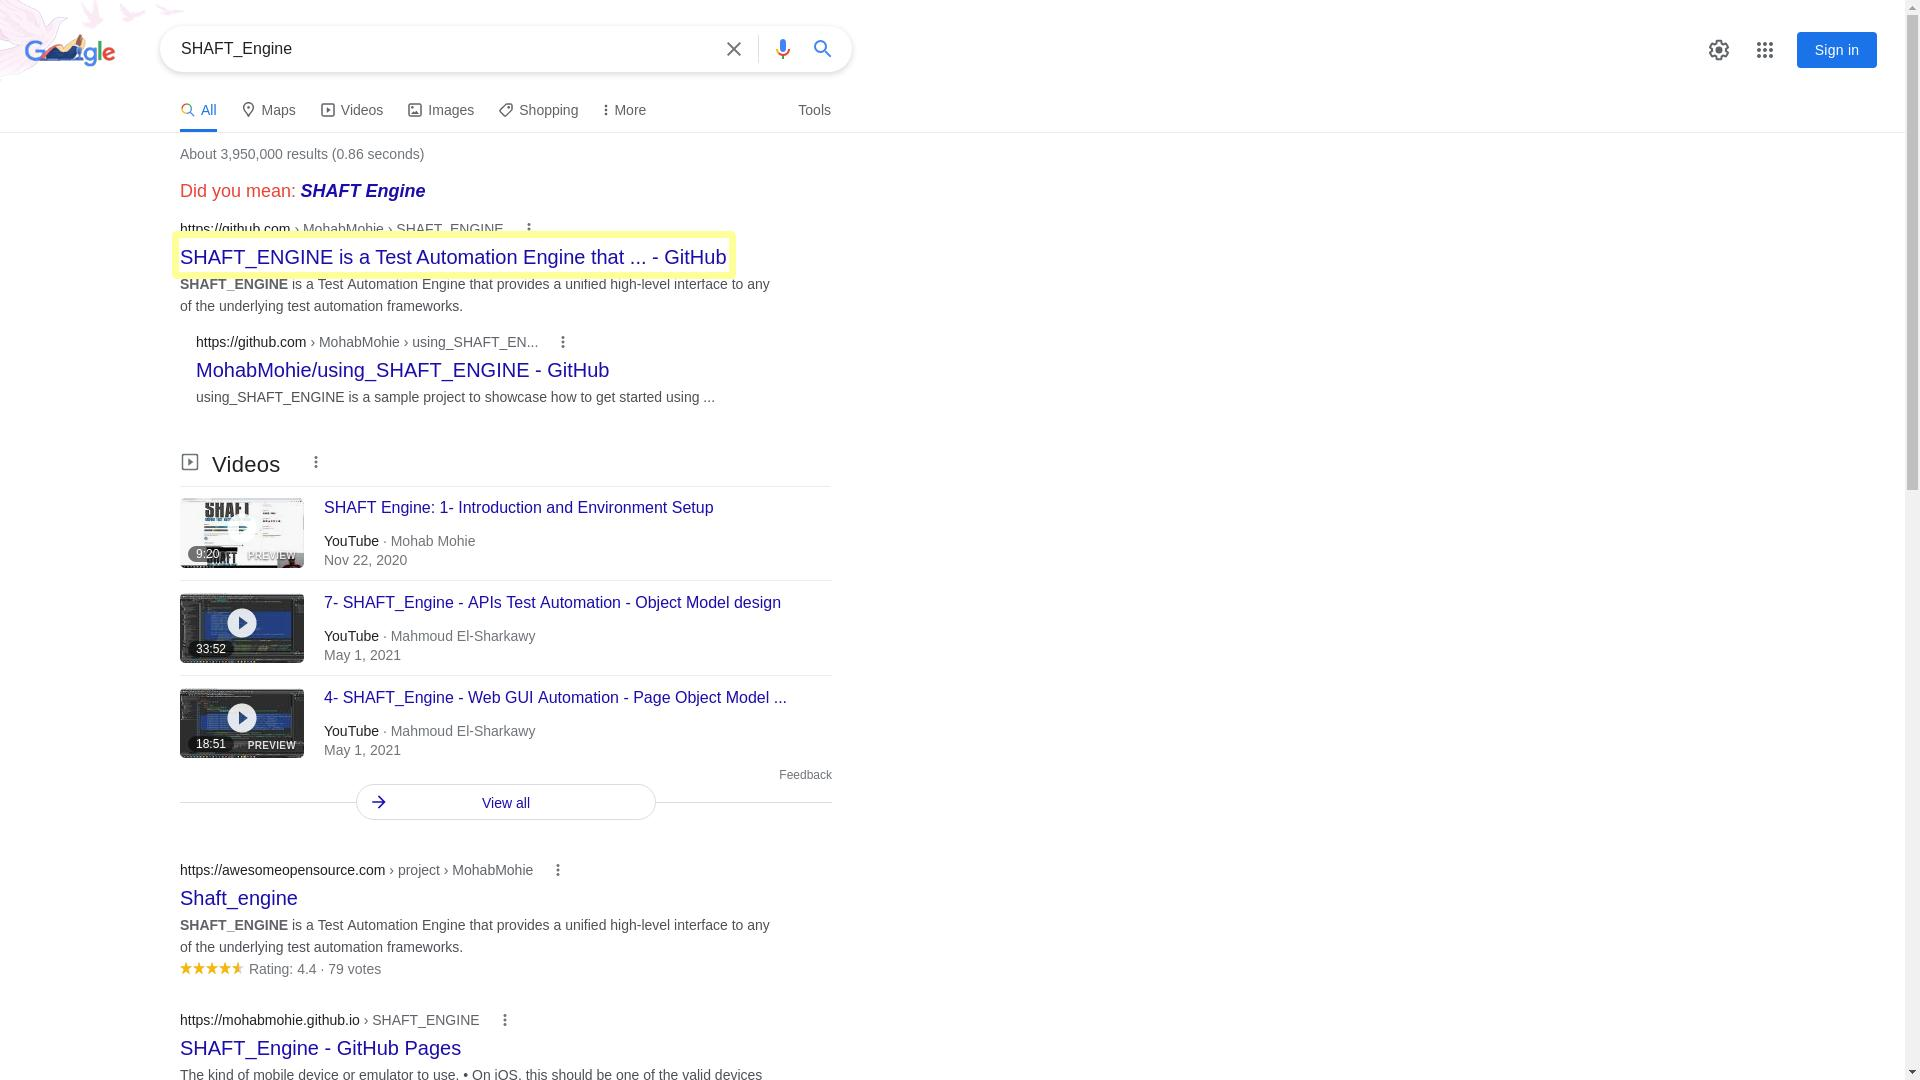 Google
SHAFT_Engine
Sign in
All
Maps
Videos
Images
Shopping
More
Tools
About 3,950,000 results (0.86 seconds)
Did you mean: SHAFT Engine
https://github.com › MohabMohie › SHAFT_ENGINE
SHAFT_ENGINE is a Test Automation Engine that ... - GitHub
SHAFT_ENGINE is a Test Automation Engine that provides a unified high-level interface to any
of the underlying test automation frameworks.
https://github.com › MohabMohie › using_SHAFT_EN...
MohabMohie/using_SHAFT_ENGINE - GitHub
using_SHAFT_ENGINE is a sample project to showcase how to get started using ...
Videos
SHAFT
9:20
PREVIEW
SHAFT Engine: 1- Introduction and Environment Setup
YouTube · Mohab Mohie
Nov 22, 2020
33:52
7- SHAFT_Engine - APIs Test Automation - Object Model design
YouTube · Mahmoud El-Sharkawy
May 1, 2021
18:51
PREVIEW
4- SHAFT_Engine - Web GUI Automation - Page Object Model ...
YouTube · Mahmoud El-Sharkawy
May 1, 2021
Feedback
View all
https://awesomeopensource.com › project › MohabMohie
Shaft_engine
SHAFT_ENGINE is a Test Automation Engine that provides a unified high-level interface to any
of the underlying test automation frameworks.
Rating: 4.4 · 79 votes
https://mohabmohie.github.io › SHAFT_ENGINE
SHAFT_Engine - GitHub Pages
The kind of mobile device or emulator to use. • On iOS, this should be one of the valid devices